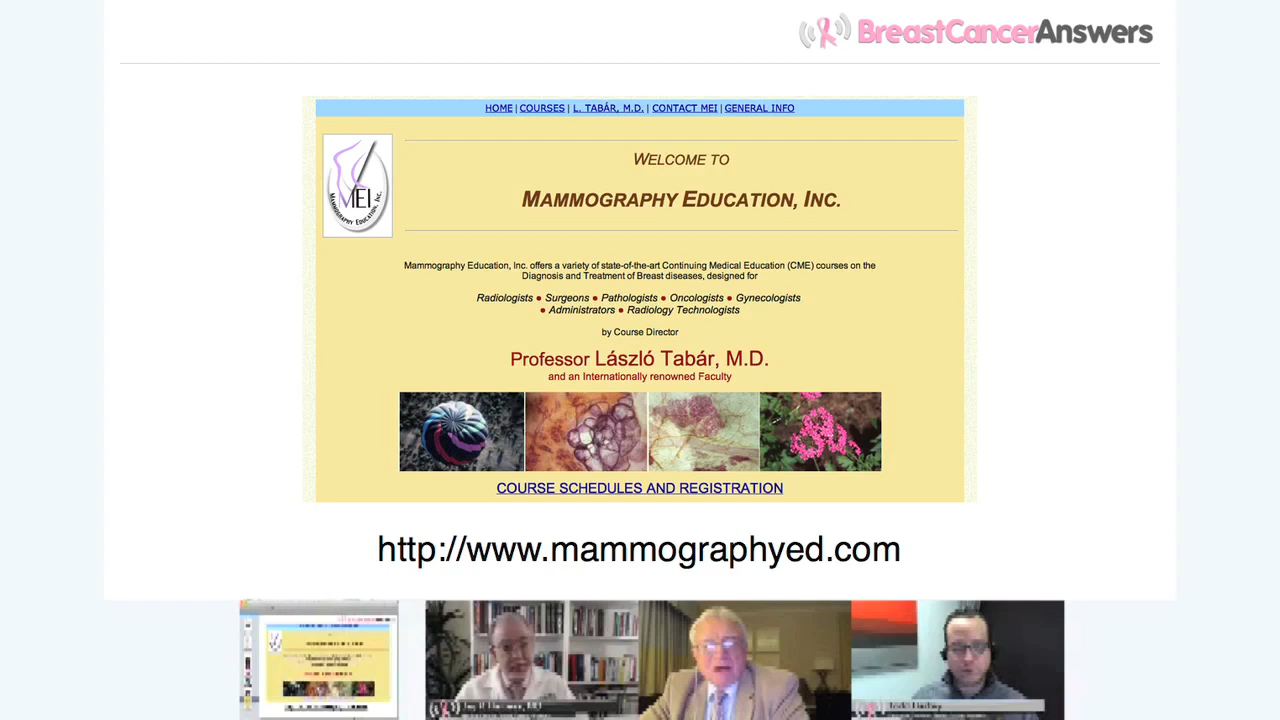 BreastCancerAnswers
HOME | COURSES | L. TABÁR, M.D. | CONTACT MEI | GENERAL INFO
WELCOME TO
MAMMOGRAPHY EDUCATION, INC.
MEI
MAMMOGRAPHY EDUCATION, INC.
Mammography Education, Inc. offers a variety of state-of-the-art Continuing Medical Education (CME) courses on the
Diagnosis and Treatment of Breast diseases, designed for
Radiologists ● Surgeons ● Pathologists ● Oncologists ● Gynecologists
● Administrators ● Radiology Technologists
by Course Director
Professor László Tabár, M.D.
and an Internationally renowned Faculty
COURSE SCHEDULES AND REGISTRATION
http://www.mammographyed.com